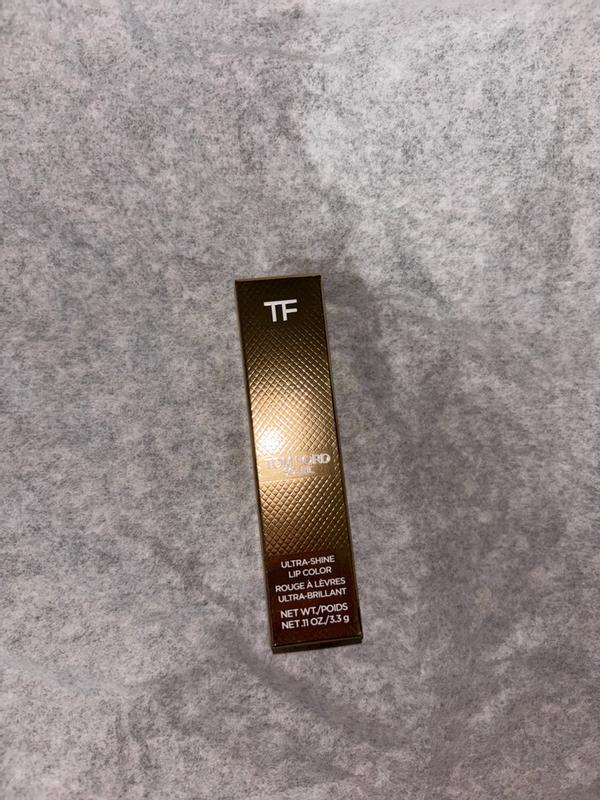 TF
TOM FORD
ULTRA-SHINE
LIP COLOR
ROUGE À LÈVRES
ULTRA-BRILLANT
NET WT./POIDS
NET .11 OZ./3.3 g